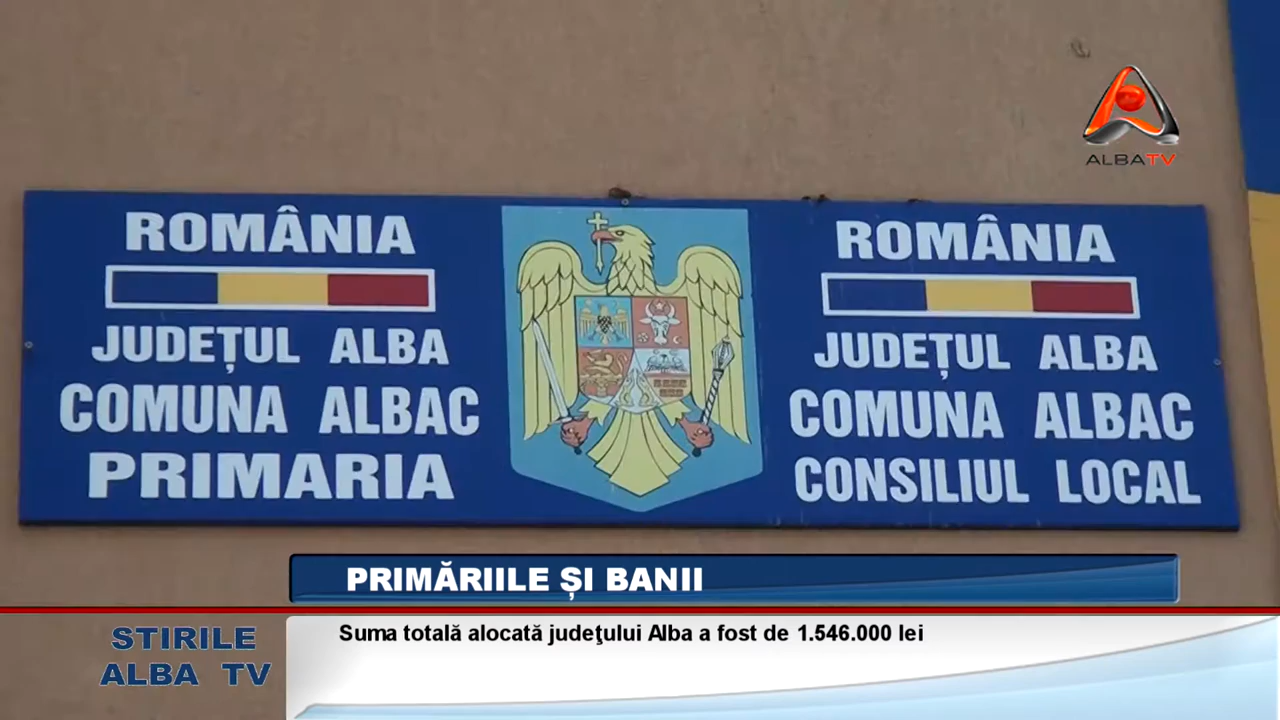 ALBATV
ROMÂNIA
JUDEȚUL ALBA
COMUNA ALBAC
PRIMARIA
ROMÂNIA
JUDEȚUL ALBA
COMUNA ALBAC
CONSILIUL LOCAL
PRIMĂRIILE ȘI BANII
Suma totală alocată judeţului Alba a fost de 1.546.000 lei
STIRILE
ALBA TV